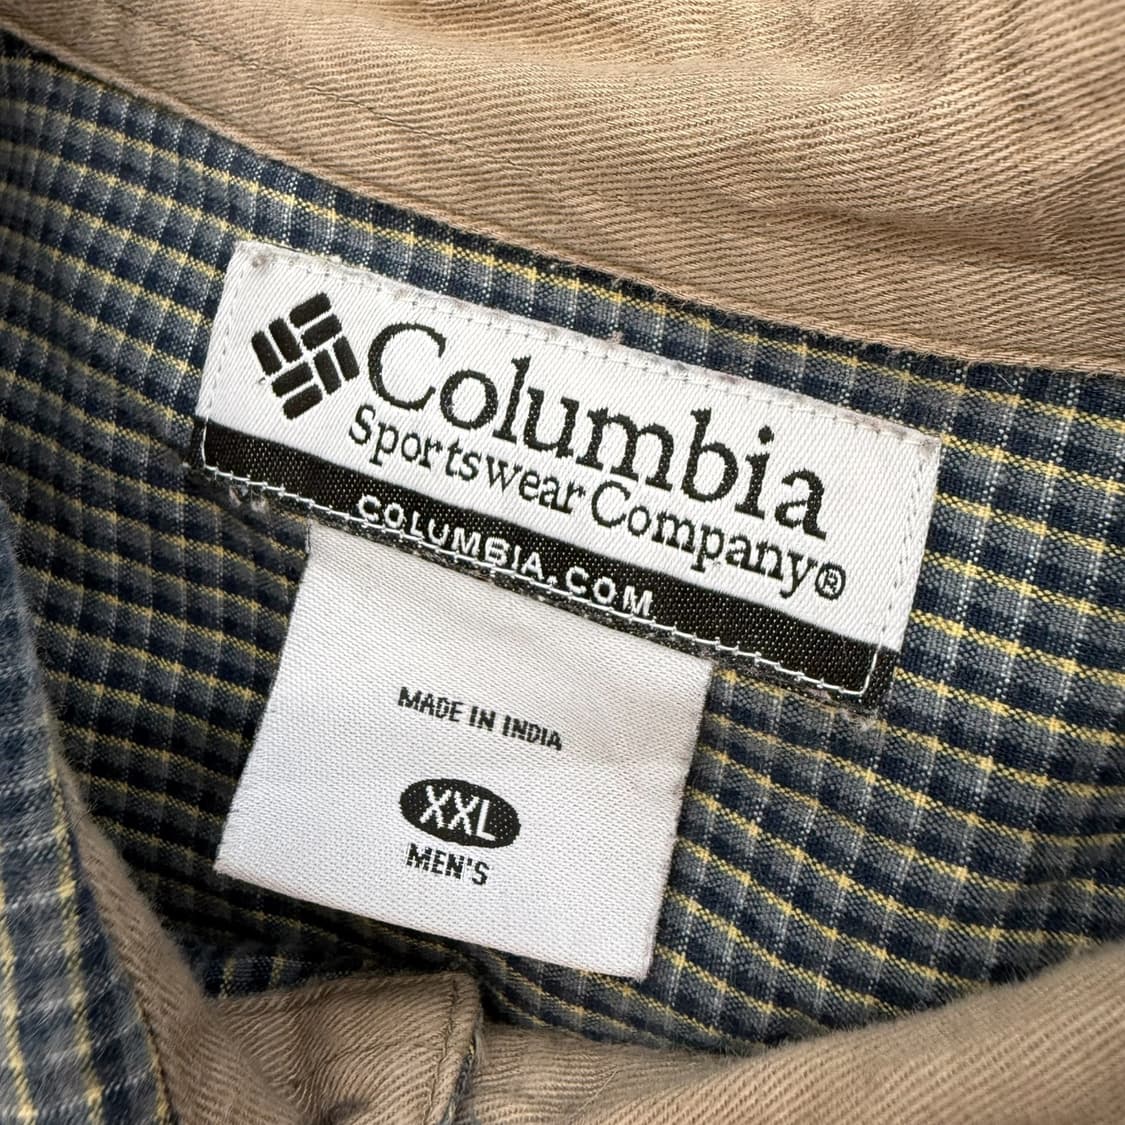 Columbia
Sportswear Company®
COLUMBIA.COM
MADE IN INDIA
XXL
MEN'S